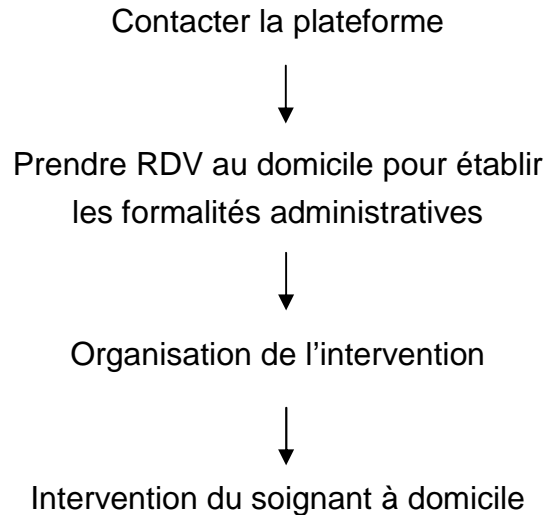 Contacter la plateforme
Prendre RDV au domicile pour établir
les formalités administratives
Organisation de l’intervention
Intervention du soignant à domicile